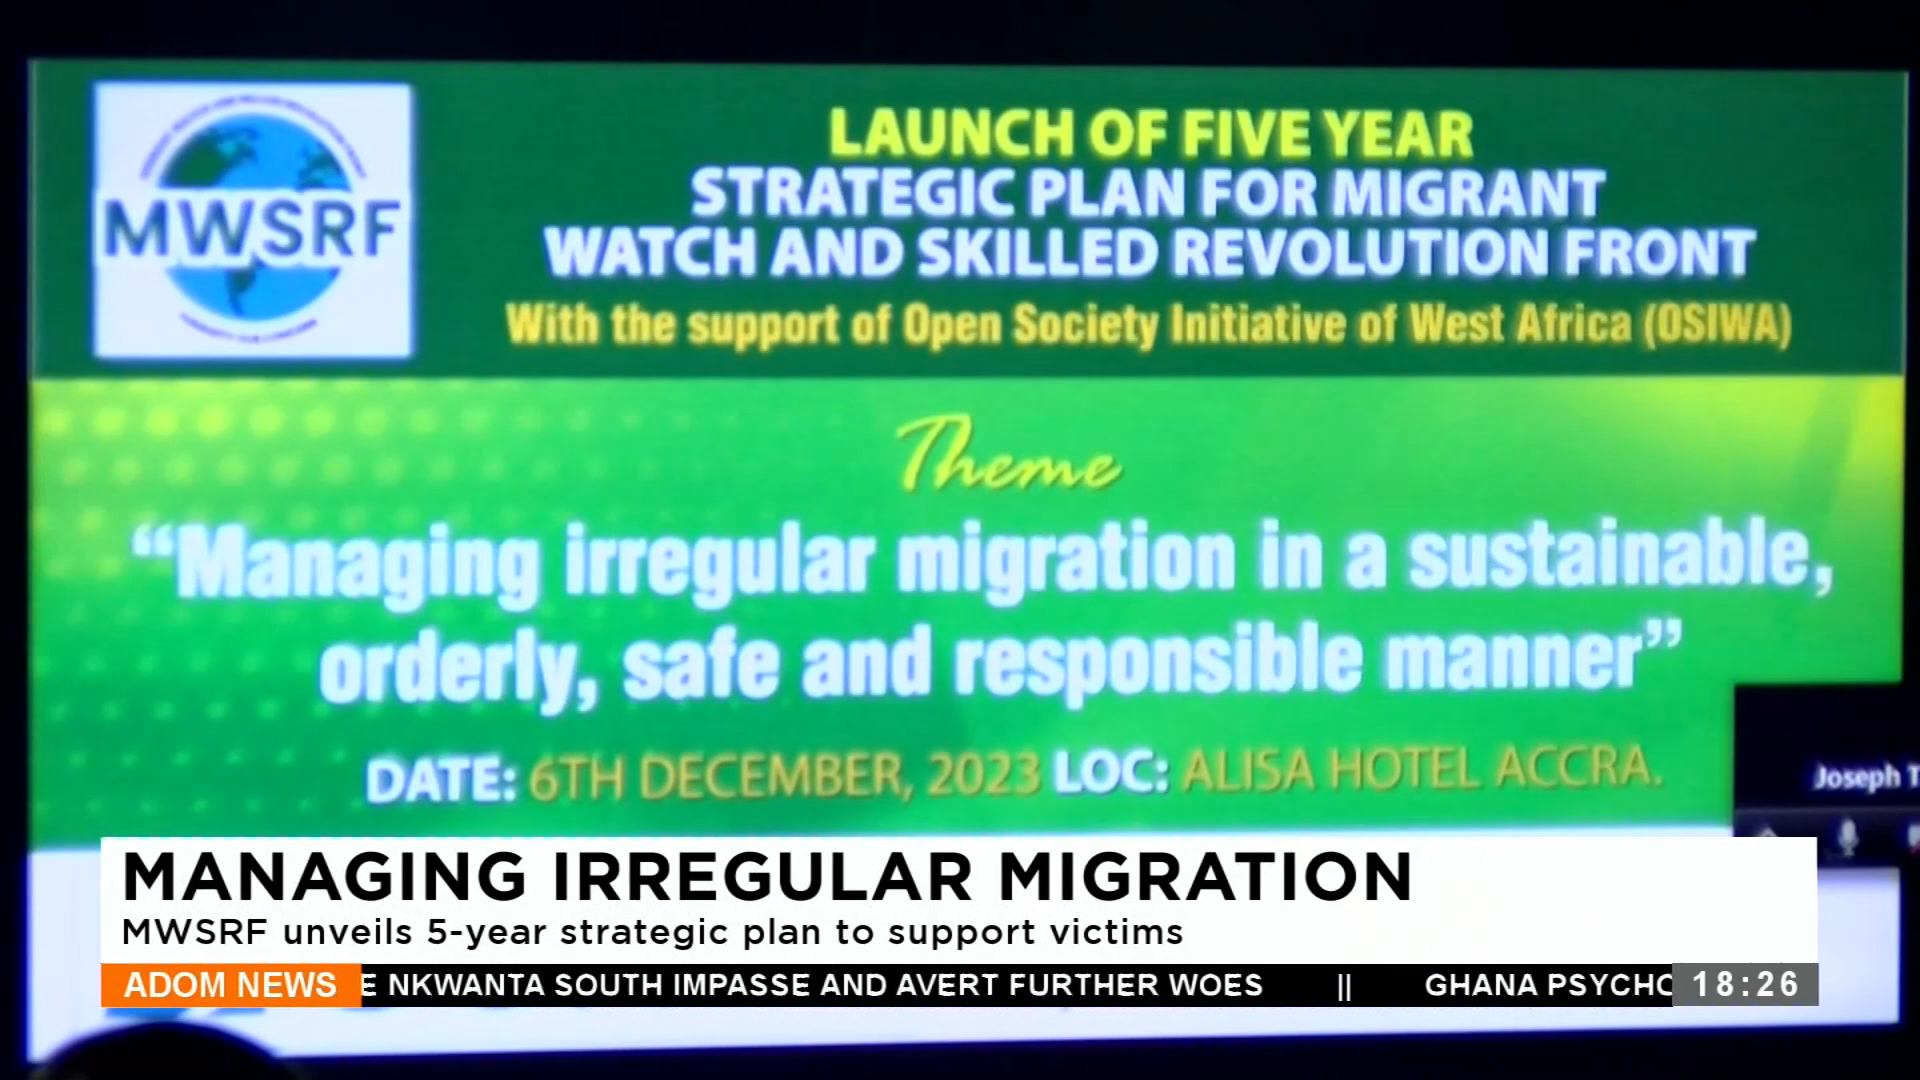 LAUNCH OF FIVE YEAR
STRATEGIC PLAN FOR MIGRANT
WATCH AND SKILLED REVOLUTION FRONT
With the support of Open Society Initiative of West Africa (OSIWA)
MWSRF
Theme
“Managing irregular migration in a sustainable,
orderly, safe and responsible manner”
DATE: 6TH DECEMBER, 2023 LOC: ALISA HOTEL ACCRA.
Joseph T
MANAGING IRREGULAR MIGRATION
MWSRF unveils 5-year strategic plan to support victims
ADOM NEWS E NKWANTA SOUTH IMPASSE AND AVERT FURTHER WOES || GHANA PSYCHO 18:26